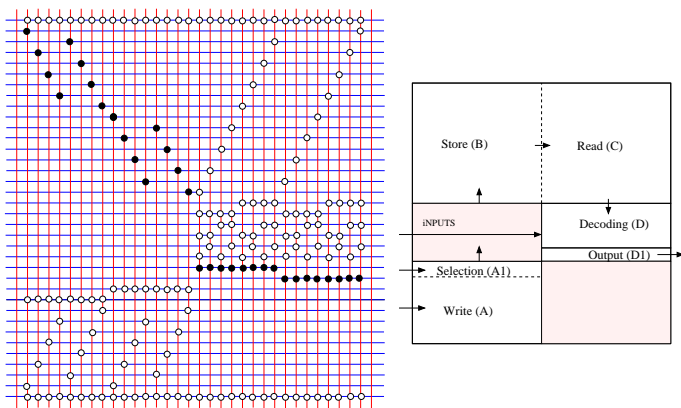 Store (B)
Read (C)
iNPUTS
Decoding (D)
Output (D1)
Selection (A1)
Write (A)